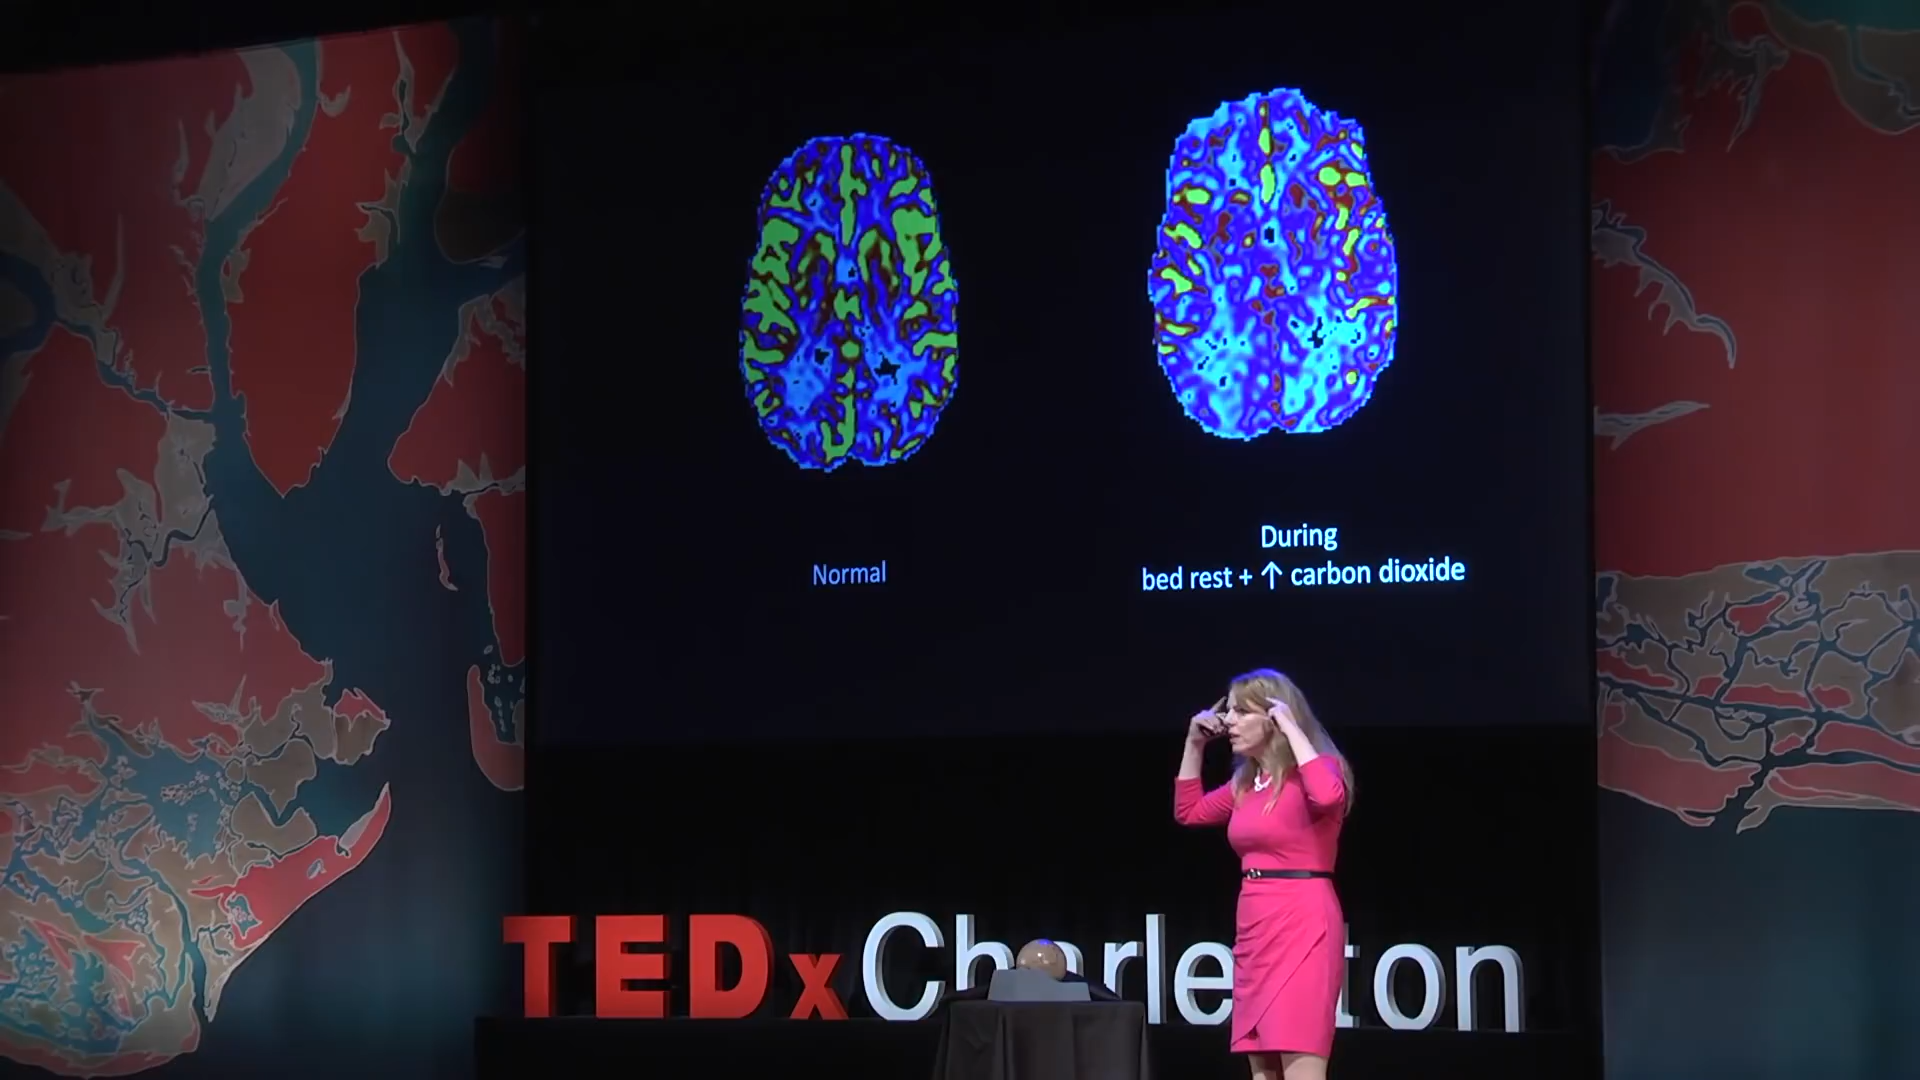 Normal
During
bed rest + ↑ carbon dioxide
TEDxCharleston